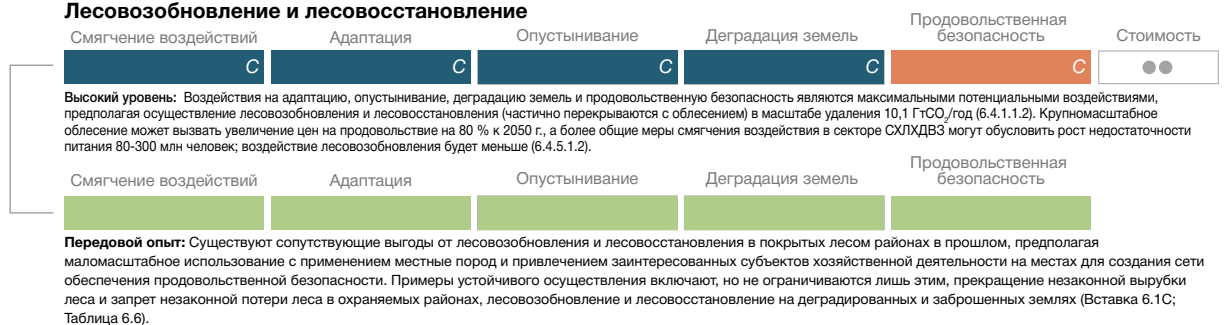 Лесовозобновление и лесовосстановление
Смягчение воздействий Адаптация Опустынивание Деградация земель Продовольственная безопасность Стоимость
С С С С С
Высокий уровень: Воздействия на адаптацию, опустынивание, деградацию земель и продовольственную безопасность являются максимальными потенциальными воздействиями,
предполагая осуществление лесовозобновления и лесовосстановления (частично перекрываются с облесением) в масштабе удаления 10,1 ГтCO₂/год (6.4.1.1.2). Крупномасштабное
облесение может вызвать увеличение цен на продовольствие на 80 % к 2050 г., а более общие меры смягчения воздействия в секторе СХЛХДВЗ могут обусловить рост недостаточности
питания 80-300 млн человек; воздействие лесовозобновления будет меньше (6.4.5.1.2).
Смягчение воздействий Адаптация Опустынивание Деградация земель Продовольственная безопасность
Передовой опыт: Существуют сопутствующие выгоды от лесовозобновления и лесовосстановления в покрытых лесом районах в прошлом, предполагая
маломасштабное использование с применением местные пород и привлечением заинтересованных субъектов хозяйственной деятельности на местах для создания сети
обеспечения продовольственной безопасности. Примеры устойчивого осуществления включают, но не ограничиваются лишь этим, прекращение незаконной вырубки
леса и запрет незаконной потери леса в охраняемых районах, лесовозобновление и лесовосстановление на деградированных и заброшенных землях (Вставка 6.1С;
Таблица 6.6).